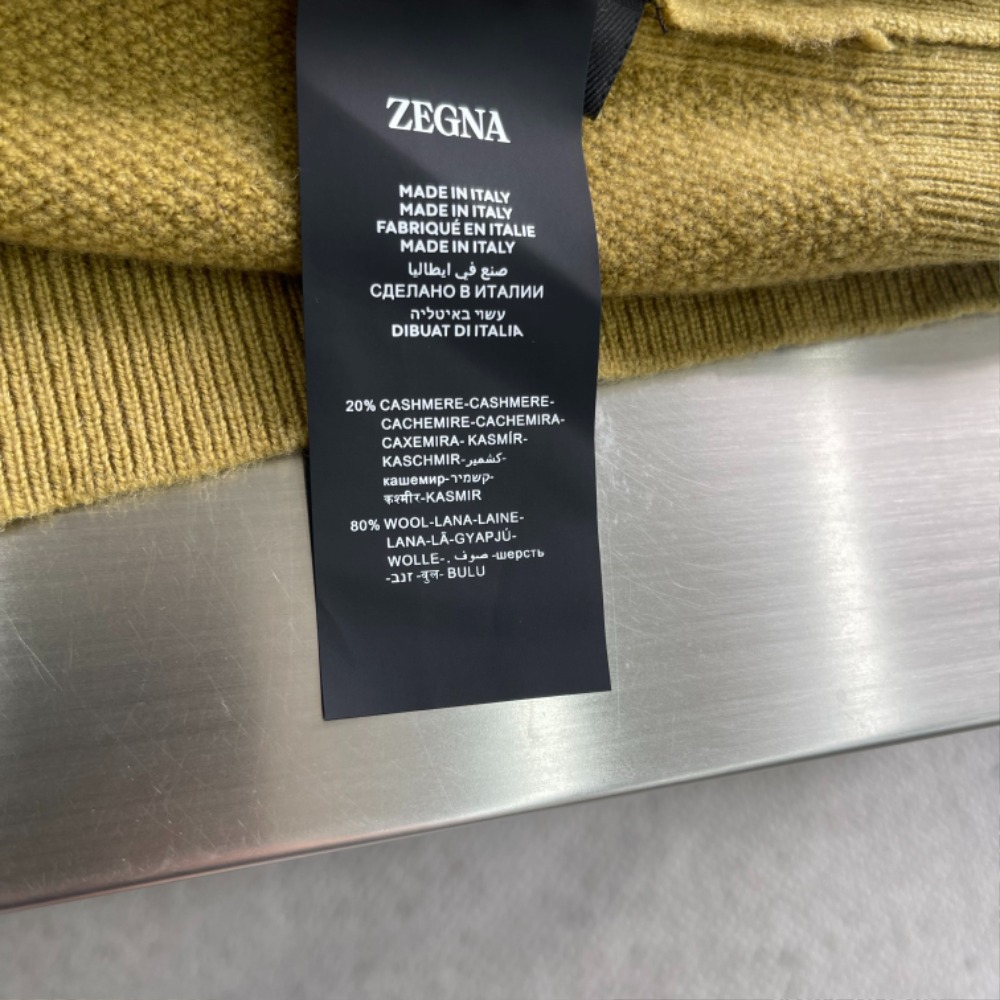 ZEGNA
MADE IN ITALY
MADE IN ITALY
FABRIQUÉ EN ITALIE
MADE IN ITALY
صنع في ايطاليا
СДЕЛАНО В ИТАЛИИ
עשוי באיטליה
DIBUAT DI ITALIA
20% CASHMERE-CASHMERE-
CACHEMIRE-CACHEMIRA-
CAXEMIRA- KASMÍR-
KASCHMIR-كشمير-
кашемир-קשמיר-
कश्मीर-KASMIR
80% WOOL-LANA-LAINE-
LANA-LÃ-GYAPJÚ-
WOLLE-. صوف -шерсть
-זנב -वुल- BULU